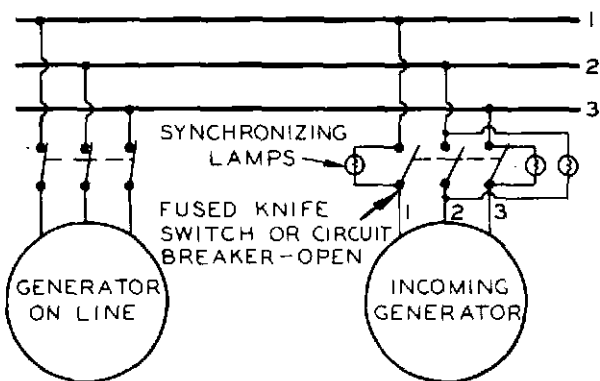 1
2
3
SYNCHRONIZING
LAMPS
FUSED KNIFE
SWITCH OR CIRCUIT
BREAKER-OPEN
1 2 3
GENERATOR
ON LINE
INCOMING
GENERATOR